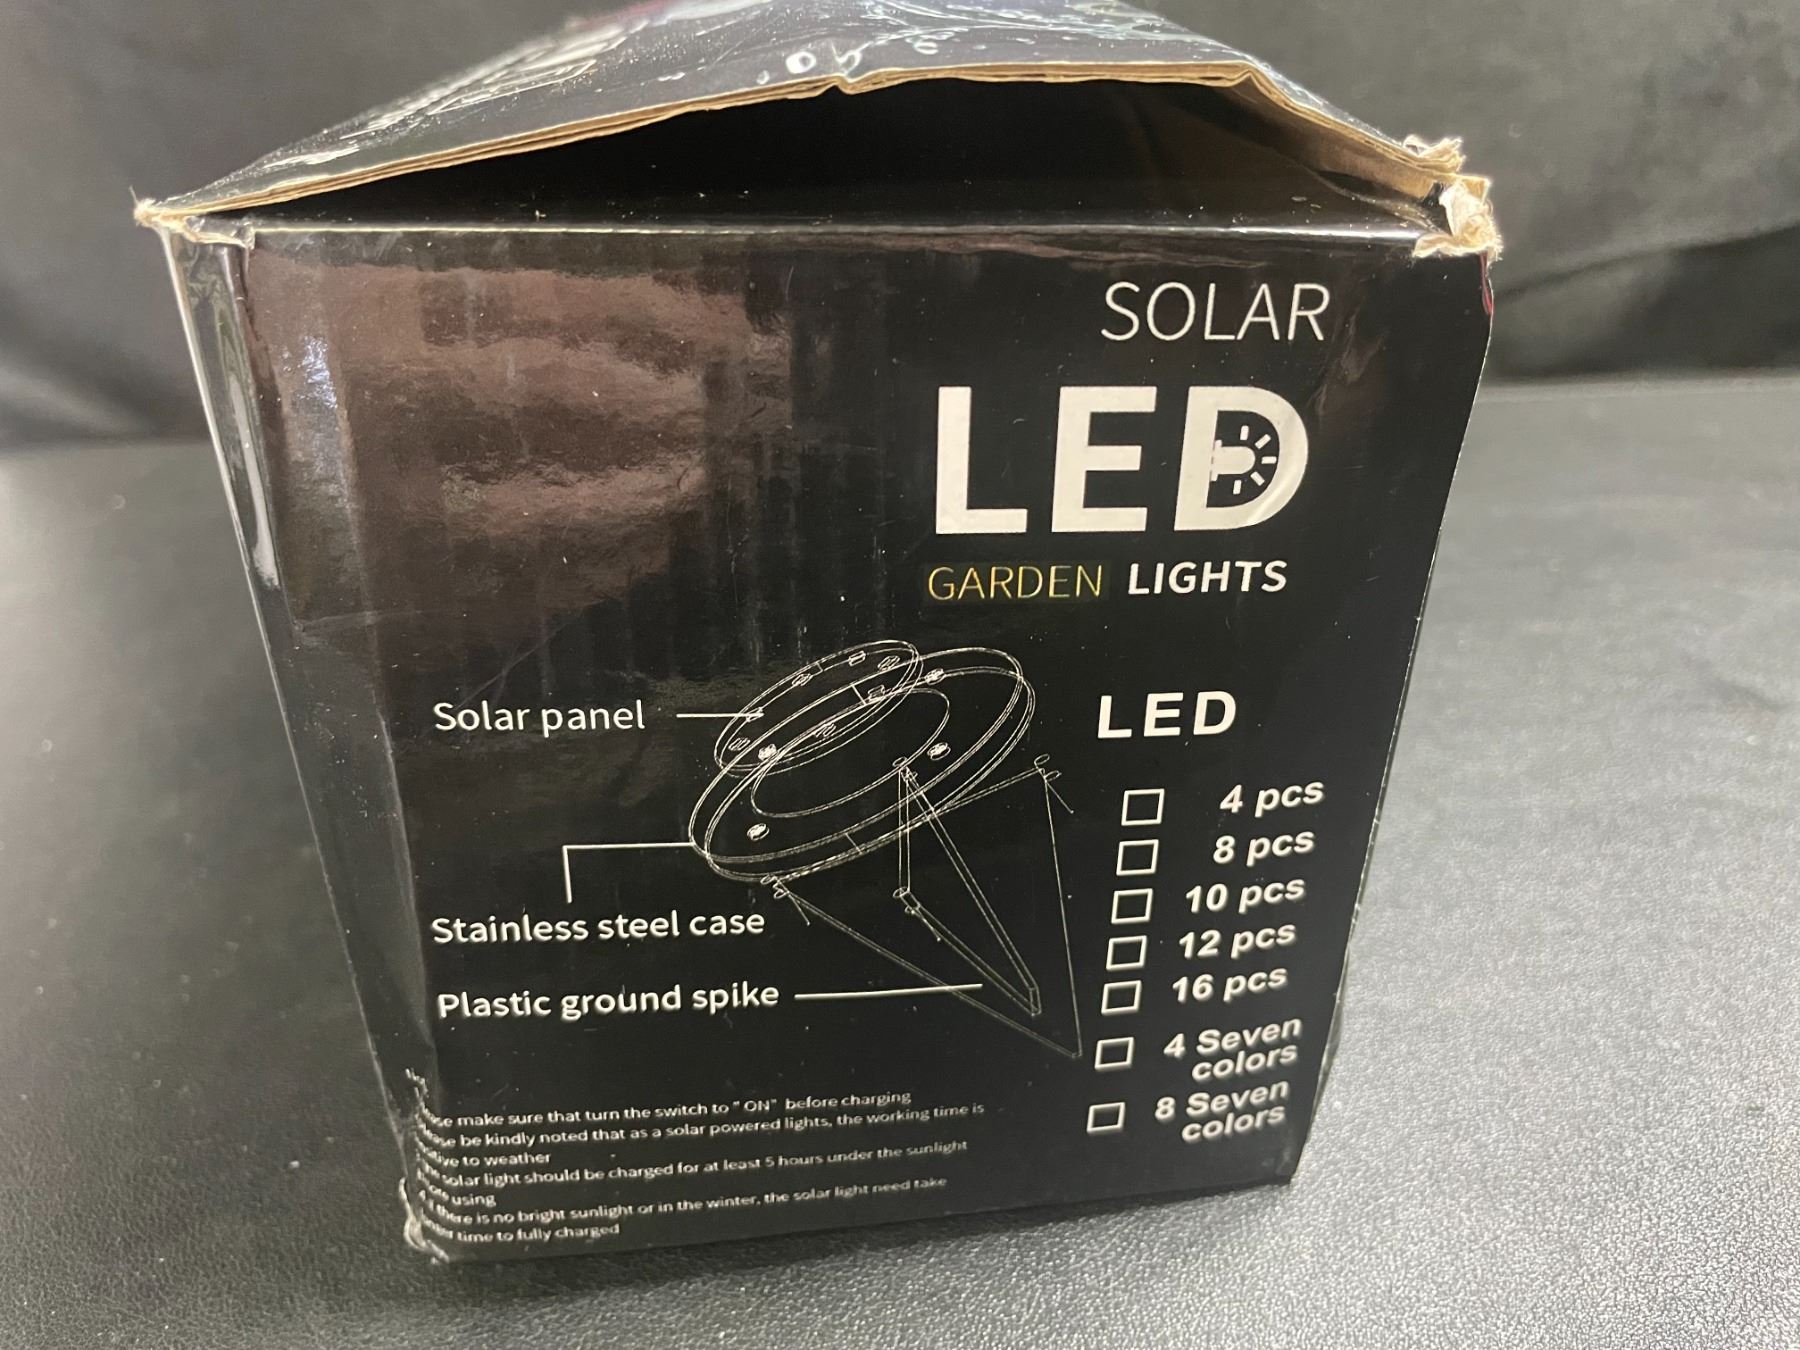 SOLAR
LED
GARDEN LIGHTS
Solar panel
Stainless steel case
Plastic ground spike
LED
4 pcs
8 pcs
10 pcs
12 pcs
16 pcs
4 Seven
colors
8 Seven
colors
make sure that turn the switch to " ON" before charging
be kindly noted that as a solar powered lights, the working time is
to weather
solar light should be charged for at least 5 hours under the sunlight
using
there is no bright sunlight or in the winter, the solar light need take
time to fully charged